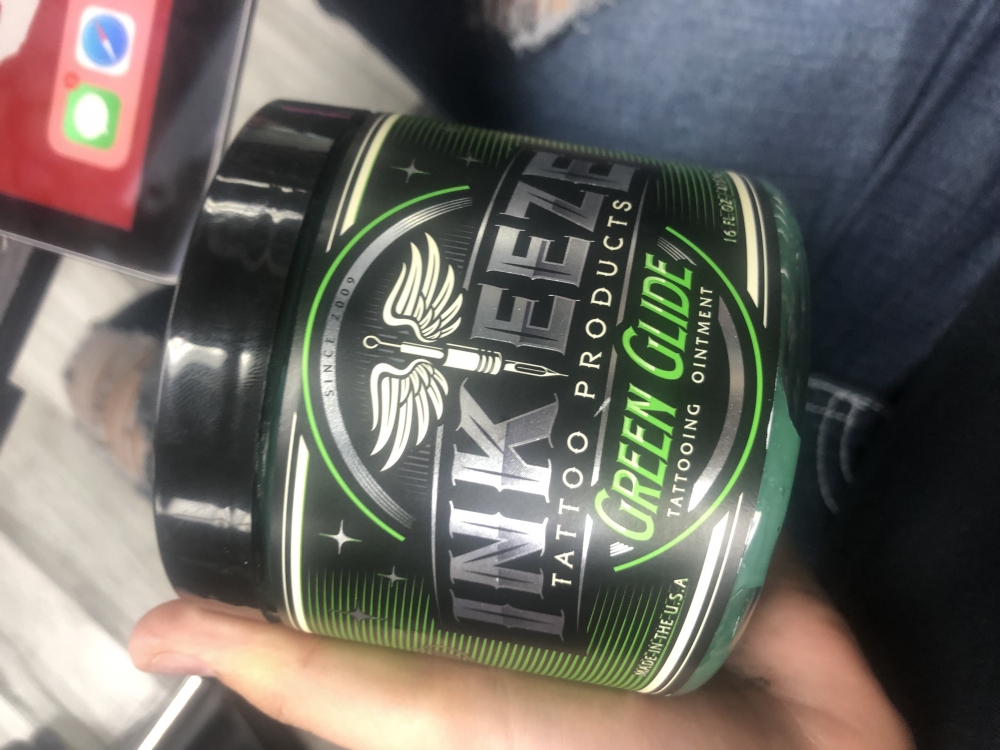 SINCE 2009
INK EEZE
TATTOO PRODUCTS
GREEN GLIDE
TATTOOING OINTMENT
MADE-IN-THE-U.S.A
16 FL. OZ.